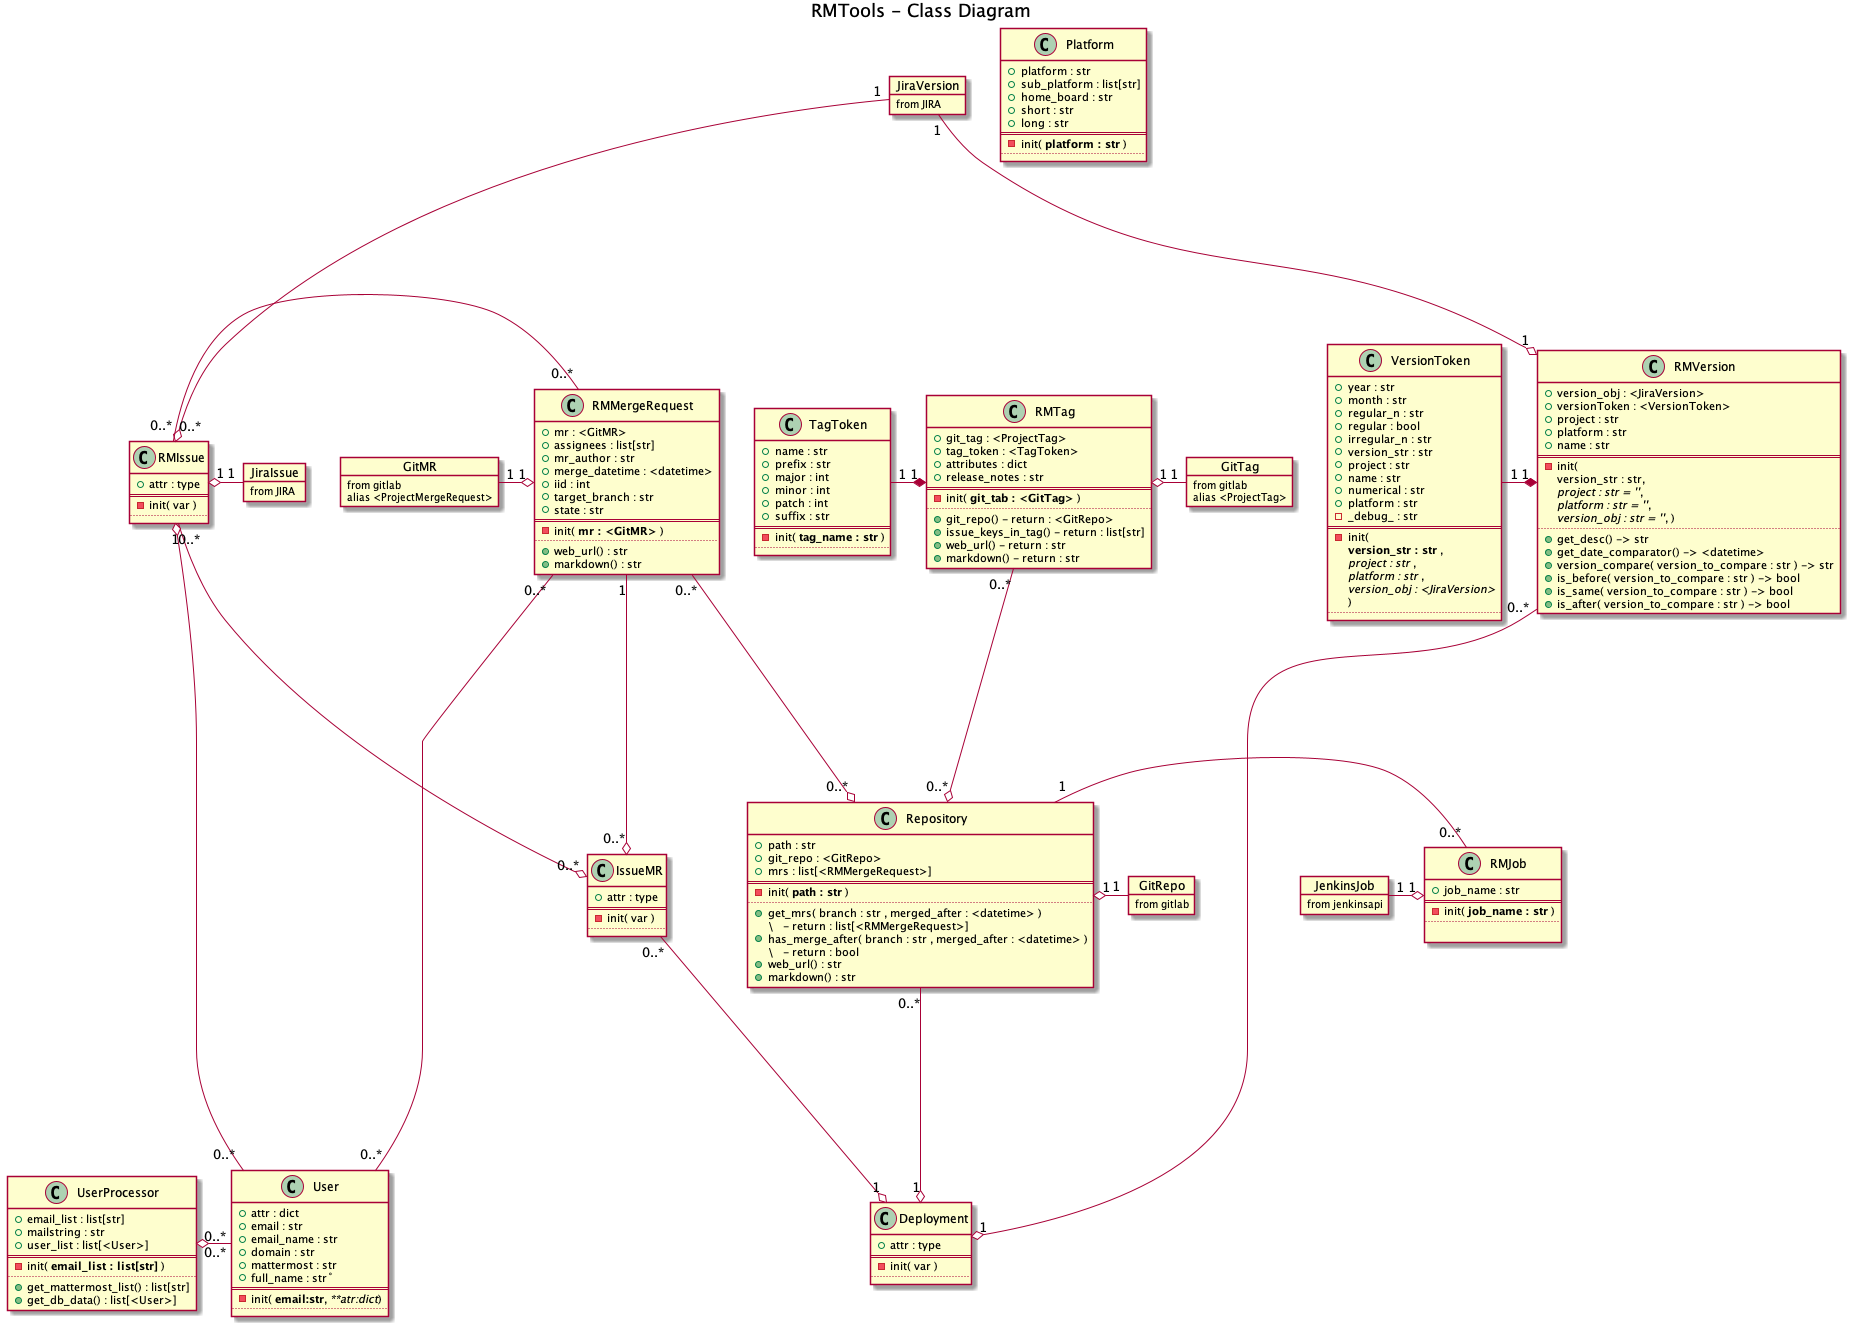 RMTools – Class Diagram
C Platform
platform : str
sub_platform : list[str]
home_board : str
short : str
long : str
init( platform : str )
JiraVersion
from JIRA
1
1
1
0..*
0..*
0..*
C RMIssue
attr : type
init( var )
1 1
JiraIssue
from JIRA
10..*
GitMR
from gitlab
alias <ProjectMergeRequest>
1 1
C RMMergeRequest
mr : <GitMR>
assignees : list[str]
mr_author : str
merge_datetime : <datetime>
iid : int
target_branch : str
state : str
init( mr : <GitMR> )
web_url() : str
markdown() : str
0..*
1
0..*
C TagToken
name : str
prefix : str
major : int
minor : int
patch : int
suffix : str
init( tag_name : str )
1 1
C RMTag
git_tag : <ProjectTag>
tag_token : <TagToken>
attributes : dict
release_notes : str
init( git_tab : <GitTag> )
git_repo() – return : <GitRepo>
issue_keys_in_tag() – return : list[str]
web_url() – return : str
markdown() – return : str
0..*
1 1
GitTag
from gitlab
alias <ProjectTag>
C VersionToken
year : str
month : str
regular_n : str
regular : bool
irregular_n : str
version_str : str
project : str
name : str
numerical : str
platform : str
_debug_ : str
init(
version_str : str ,
project : str ,
platform : str ,
version_obj : <JiraVersion>
)
1 1
C RMVersion
version_obj : <JiraVersion>
versionToken : <VersionToken>
project : str
platform : str
name : str
init(
version_str : str,
project : str = '',
platform : str = '',
version_obj : str = '', )
get_desc() -> str
get_date_comparator() -> <datetime>
version_compare( version_to_compare : str ) -> str
is_before( version_to_compare : str ) -> bool
is_same( version_to_compare : str ) -> bool
is_after( version_to_compare : str ) -> bool
0..*
0..*
0..*
1
0..*
0..*
0..*
C IssueMR
attr : type
init( var )
0..*
C Repository
path : str
git_repo : <GitRepo>
mrs : list[<RMMergeRequest>]
init( path : str )
get_mrs( branch : str , merged_after : <datetime> )
\ – return : list[<RMMergeRequest>]
has_merge_after( branch : str , merged_after : <datetime> )
\ – return : bool
web_url() : str
markdown() : str
0..*
1 1
GitRepo
from gitlab
JenkinsJob
from jenkinsapi
1 1
C RMJob
job_name : str
init( job_name : str )
0..*
0..*
C UserProcessor
email_list : list[str]
mailstring : str
user_list : list[<User>]
init( email_list : list[str] )
get_mattermost_list() : list[str]
get_db_data() : list[<User>]
0..*
0..*
C User
attr : dict
email : str
email_name : str
domain : str
mattermost : str
full_name : str"
init( email:str, **atr:dict)
1
1
1
C Deployment
attr : type
init( var )